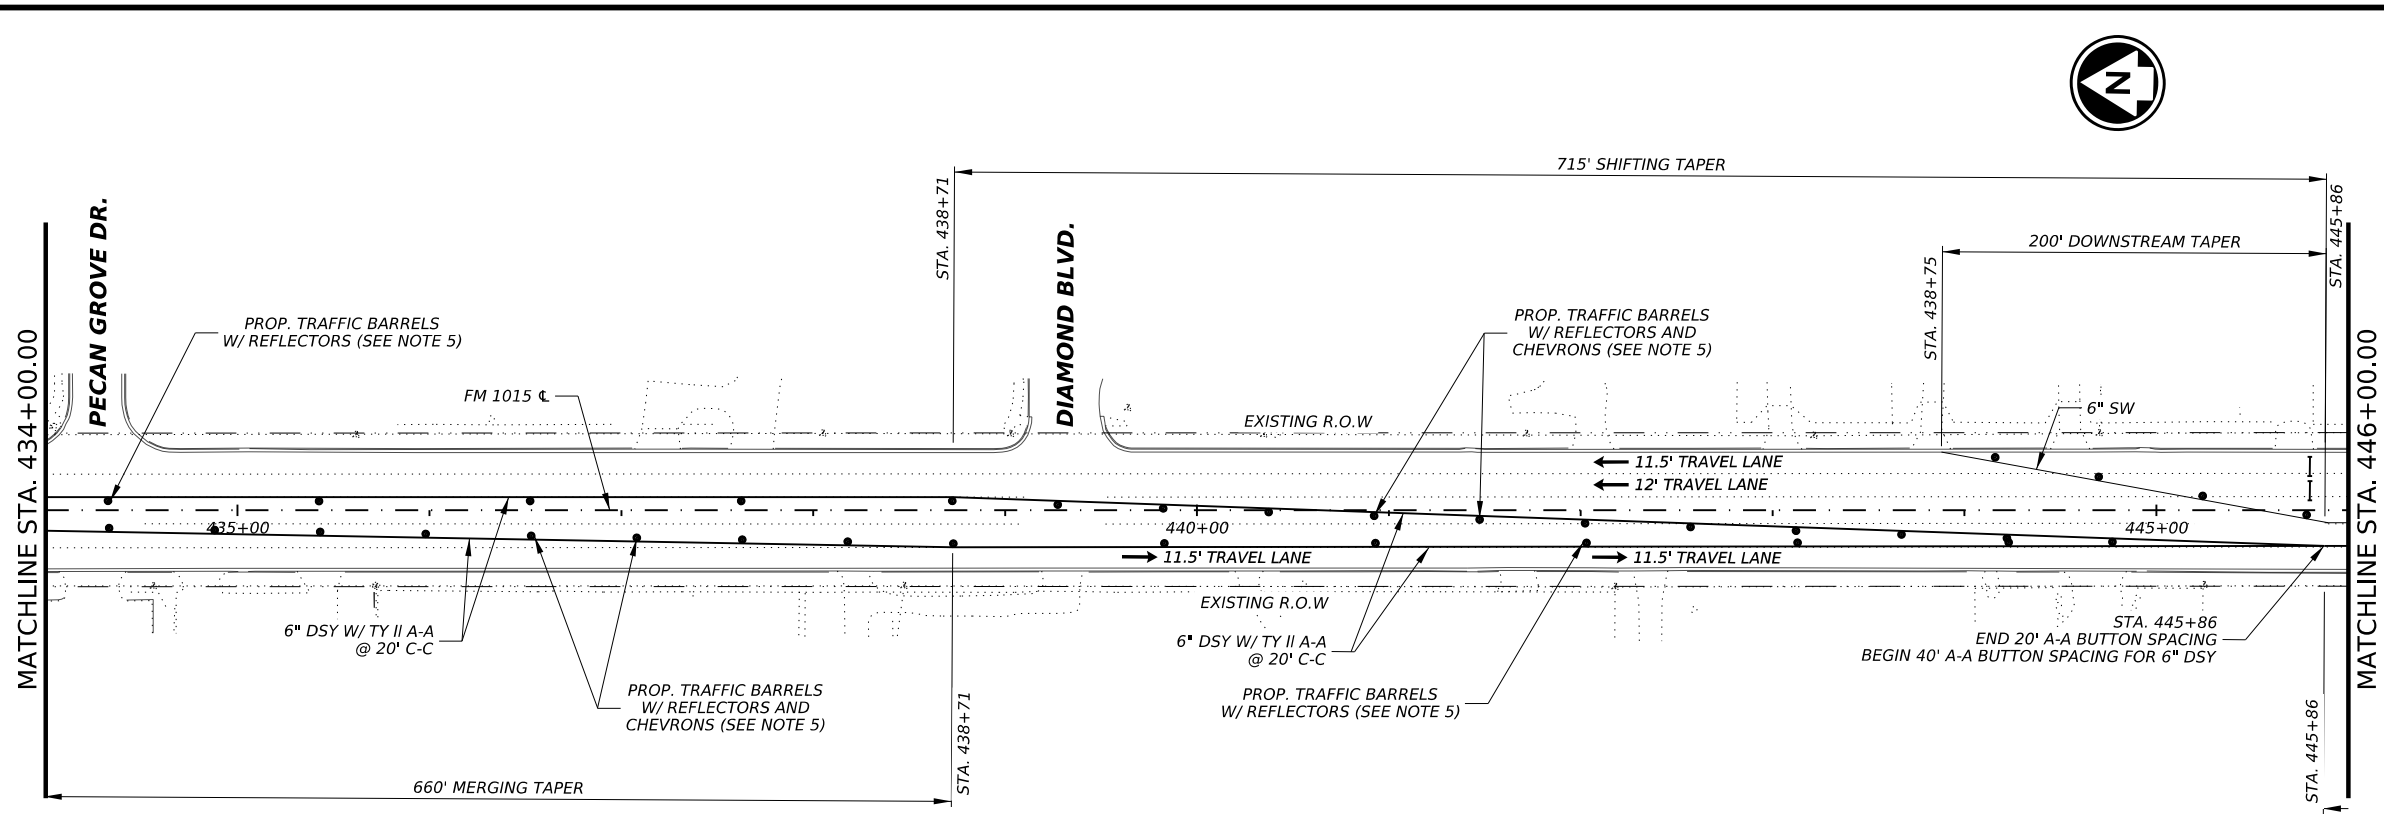 N
715' SHIFTING TAPER
STA. 438+71
STA. 445+86
200' DOWNSTREAM TAPER
STA. 438+75
PECAN GROVE DR.
DIAMOND BLVD.
PROP. TRAFFIC BARRELS
W/ REFLECTORS (SEE NOTE 5)
PROP. TRAFFIC BARRELS
W/ REFLECTORS AND
CHEVRONS (SEE NOTE 5)
MATCHLINE STA. 434+00.00
MATCHLINE STA. 446+00.00
FM 1015 ℄
EXISTING R.O.W
6" SW
11.5' TRAVEL LANE
12' TRAVEL LANE
435+00
440+00
445+00
11.5' TRAVEL LANE
11.5' TRAVEL LANE
EXISTING R.O.W
6" DSY W/ TY II A-A
@ 20' C-C
6" DSY W/ TY II A-A
@ 20' C-C
STA. 445+86
END 20' A-A BUTTON SPACING
BEGIN 40' A-A BUTTON SPACING FOR 6" DSY
PROP. TRAFFIC BARRELS
W/ REFLECTORS AND
CHEVRONS (SEE NOTE 5)
PROP. TRAFFIC BARRELS
W/ REFLECTORS (SEE NOTE 5)
STA. 438+71
STA. 445+86
660' MERGING TAPER